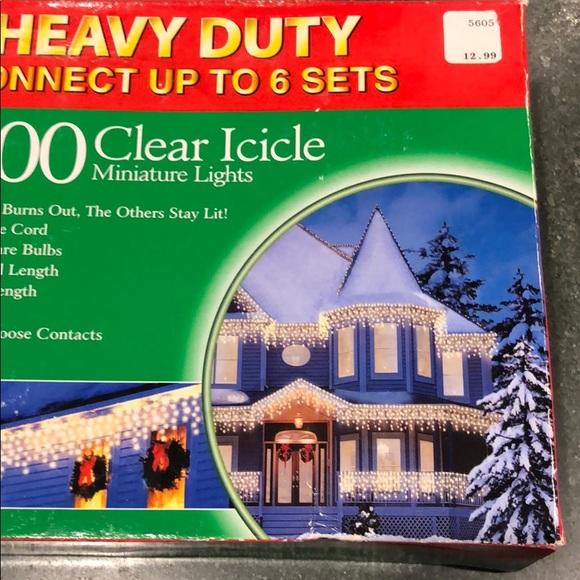 HEAVY DUTY
5605
12.99
ONNECT UP TO 6 SETS
00 Clear Icicle
Miniature Lights
Burns Out, The Others Stay Lit!
e Cord
are Bulbs
l Length
ength
oose Contacts